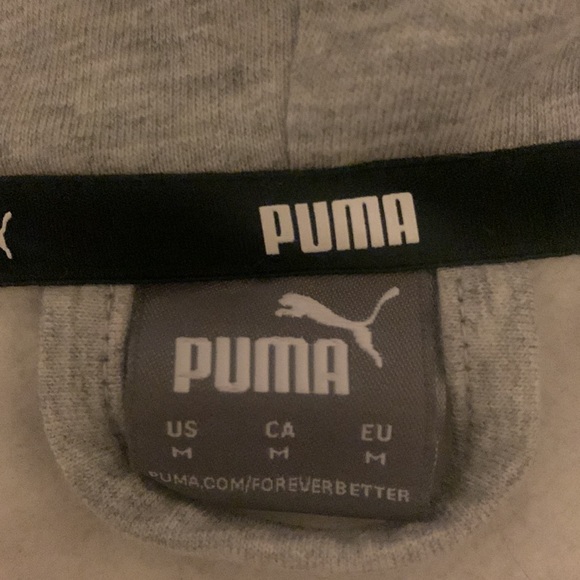 PUMA
PUMA
US CA EU
M M M
PUMA.COM/FOREVERBETTER